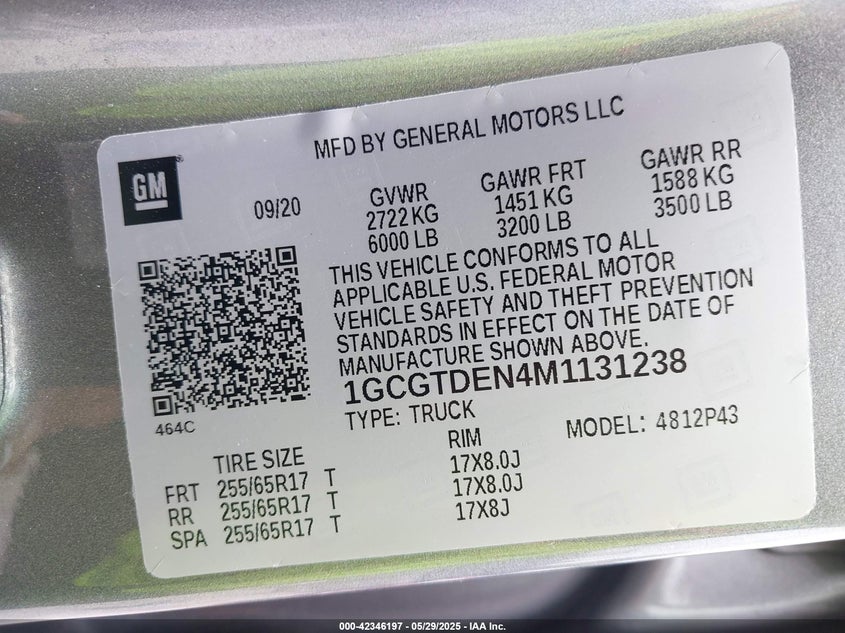 MFD BY GENERAL MOTORS LLC
GM
09/20
GVWR
2722 KG
6000 LB
GAWR FRT
1451 KG
3200 LB
GAWR RR
1588 KG
3500 LB
THIS VEHICLE CONFORMS TO ALL
APPLICABLE U.S. FEDERAL MOTOR
VEHICLE SAFETY AND THEFT PREVENTION
STANDARDS IN EFFECT ON THE DATE OF
MANUFACTURE SHOWN ABOVE.
1GCGTDEN4M1131238
464C
TYPE: TRUCK
MODEL: 4812P43
TIRE SIZE RIM
FRT 255/65R17 T 17X8.0J
RR 255/65R17 T 17X8.0J
SPA 255/65R17 T 17X8J
000-42346197 - 05/29/2025 - IAA Inc.